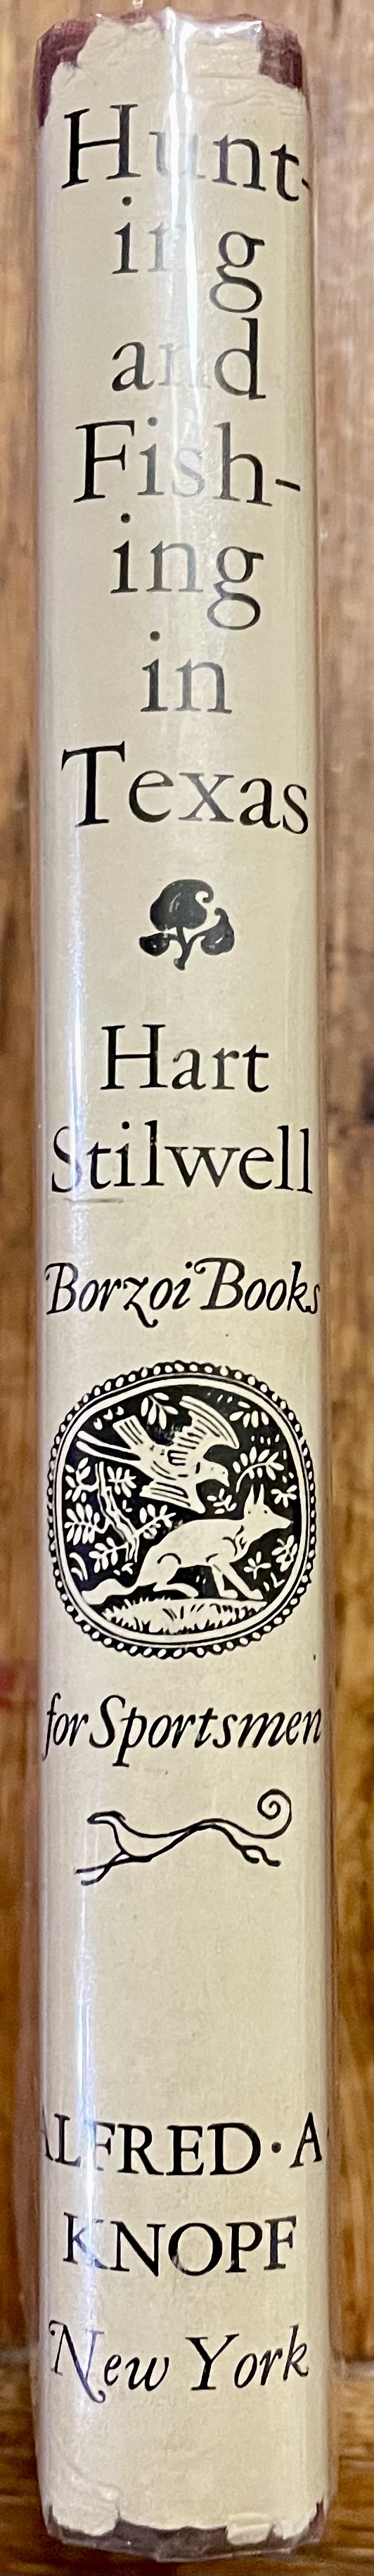 Hunt-
ing
and
Fish-
ing
in
Texas
Hart
Stilwell
Borzoi Books
for Sportsmen
ALFRED · A
KNOPF
New York